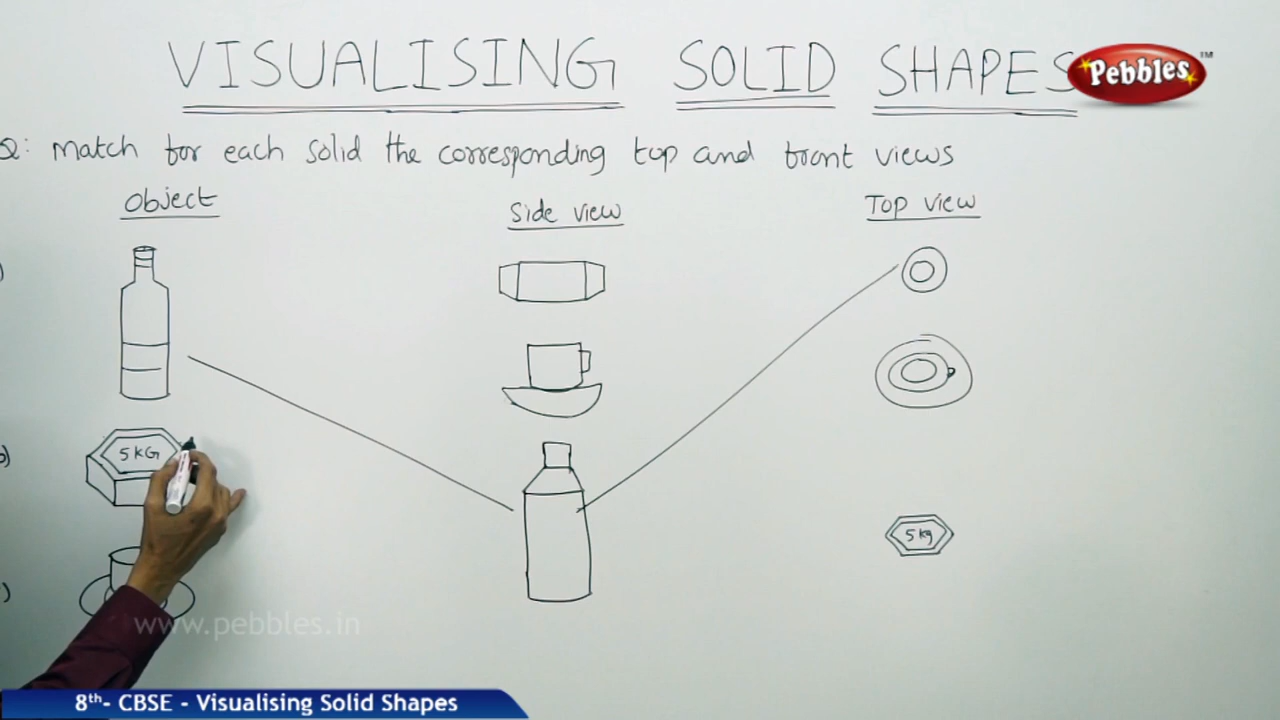 VISUALISING SOLID SHAPES
Pebbles™
Q: Match for each solid the corresponding top and front views
Object
Side view
Top view
5 KG
5 kg
www.pebbles.in
8th- CBSE - Visualising Solid Shapes